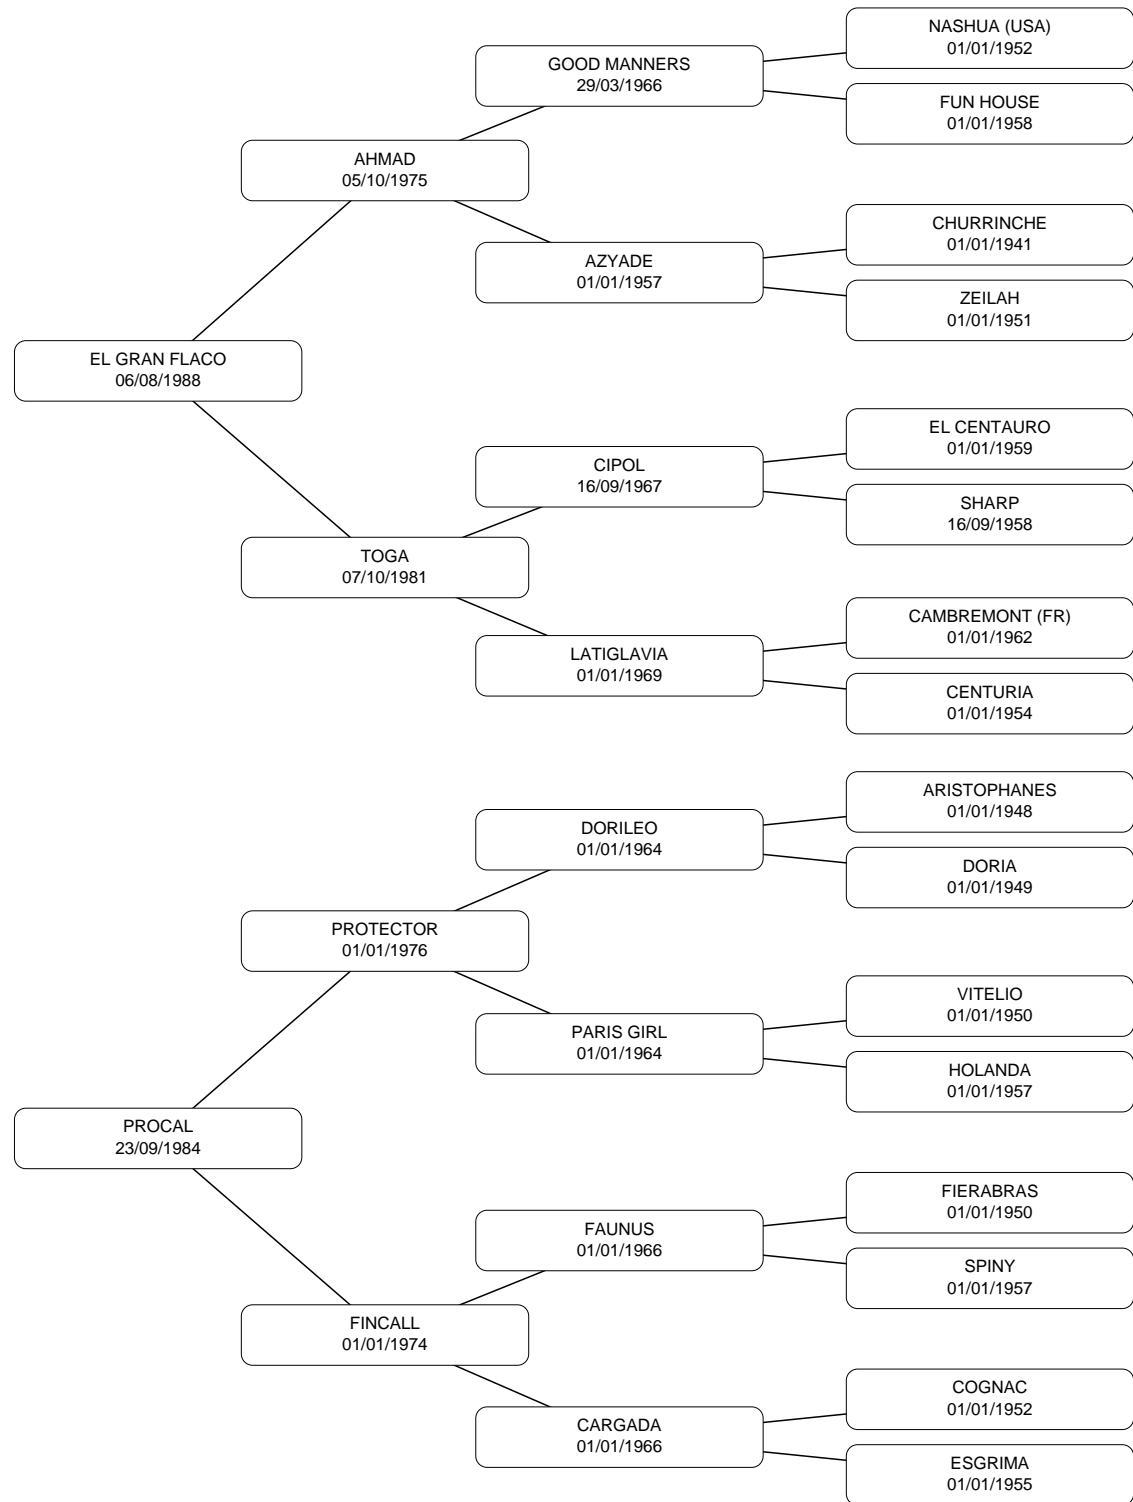 NASHUA (USA)
01/01/1952
GOOD MANNERS
29/03/1966
FUN HOUSE
01/01/1958
AHMAD
05/10/1975
CHURRINCHE
01/01/1941
AZYADE
01/01/1957
ZEILAH
01/01/1951
EL GRAN FLACO
06/08/1988
EL CENTAURO
01/01/1959
CIPOL
16/09/1967
SHARP
16/09/1958
TOGA
07/10/1981
CAMBREMONT (FR)
01/01/1962
LATIGLAVIA
01/01/1969
CENTURIA
01/01/1954
ARISTOPHANES
01/01/1948
DORILEO
01/01/1964
DORIA
01/01/1949
PROTECTOR
01/01/1976
VITELIO
01/01/1950
PARIS GIRL
01/01/1964
HOLANDA
01/01/1957
PROCAL
23/09/1984
FIERABRAS
01/01/1950
FAUNUS
01/01/1966
SPINY
01/01/1957
FINCALL
01/01/1974
COGNAC
01/01/1952
CARGADA
01/01/1966
ESGRIMA
01/01/1955